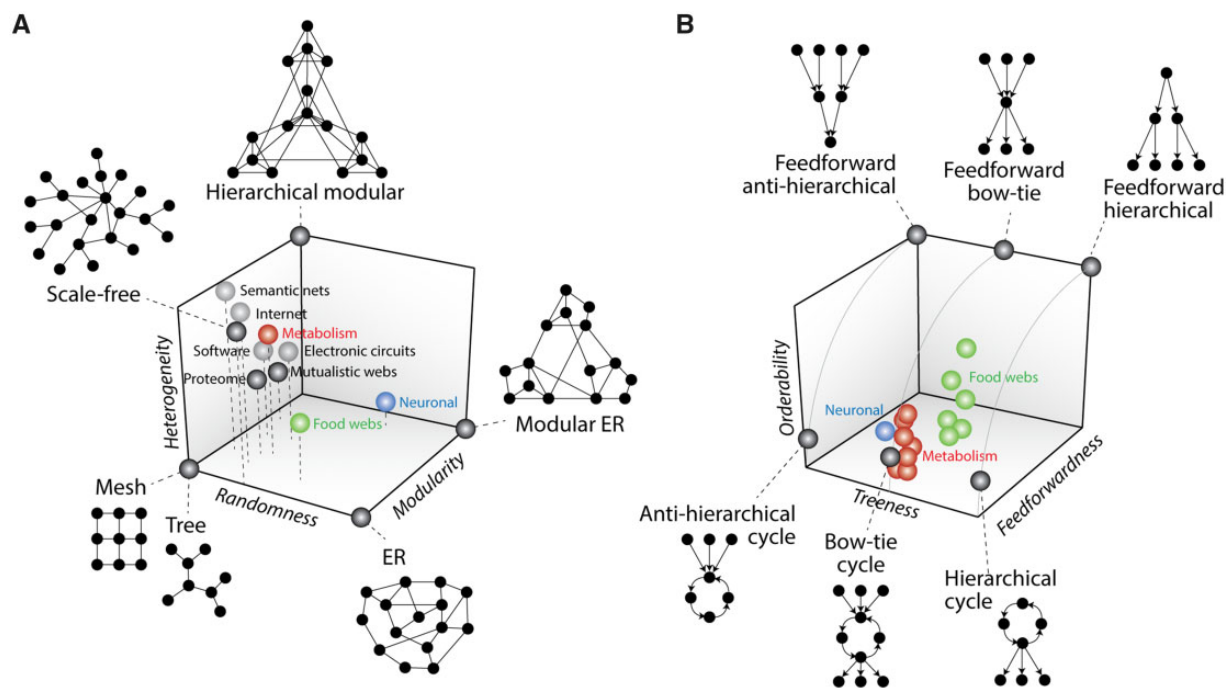 A
Hierarchical modular
Scale-free
Semantic nets
Internet
Metabolism
Software
Electronic circuits
Proteome
Mutualistic webs
Neuronal
Food webs
Heterogeneity
Randomness
Modularity
Modular ER
Mesh
Tree
ER
B
Feedforward
anti-hierarchical
Feedforward
bow-tie
Feedforward
hierarchical
Orderability
Food webs
Neuronal
Metabolism
Treeness
Feedforwardness
Anti-hierarchical
cycle
Bow-tie
cycle
Hierarchical
cycle